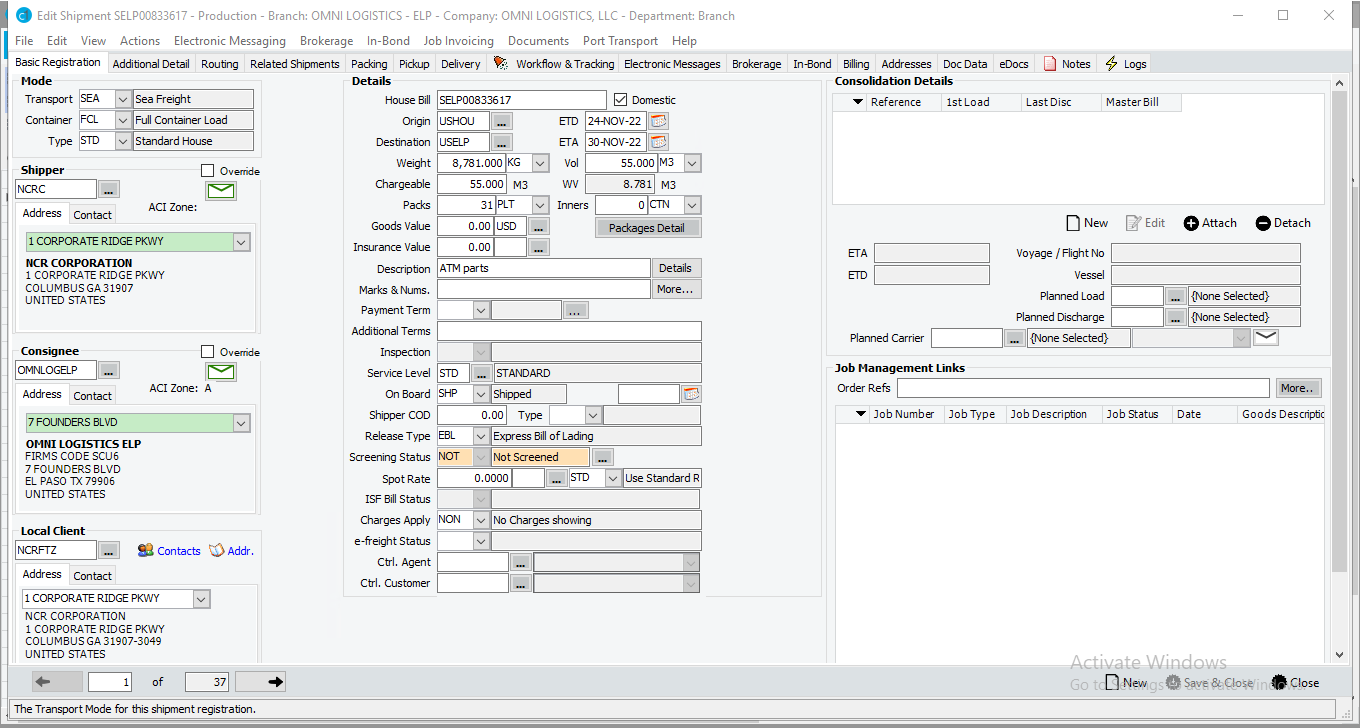 Edit Shipment SELP00833617 - Production - Branch: OMNI LOGISTICS - ELP - Company: OMNI LOGISTICS, LLC - Department: Branch
File Edit View Actions Electronic Messaging Brokerage In-Bond Job Invoicing Documents Port Transport Help
Basic Registration Additional Detail Routing Related Shipments Packing Pickup Delivery Workflow & Tracking Electronic Messages Brokerage In-Bond Billing Addresses Doc Data eDocs Notes Logs
Mode
Transport SEA Sea Freight
Container FCL Full Container Load
Type STD Standard House
Shipper Override
NCRC ...
Address Contact ACI Zone:
1 CORPORATE RIDGE PKWY
NCR CORPORATION
1 CORPORATE RIDGE PKWY
COLUMBUS GA 31907
UNITED STATES
Consignee Override
OMNLOGELP ...
Address Contact ACI Zone: A
7 FOUNDERS BLVD
OMNI LOGISTICS ELP
FIRMS CODE SCU6
7 FOUNDERS BLVD
EL PASO TX 79906
UNITED STATES
Local Client
NCRFTZ ... Contacts Addr.
Address Contact
1 CORPORATE RIDGE PKWY
NCR CORPORATION
1 CORPORATE RIDGE PKWY
COLUMBUS GA 31907-3049
UNITED STATES
Details
House Bill SELP00833617 Domestic
Origin USHOU ... ETD 24-NOV-22
Destination USELP ... ETA 30-NOV-22
Weight 8,781.000 KG Vol 55.000 M3
Chargeable 55.000 M3 WV 8.781 M3
Packs 31 PLT Inners 0 CTN
Goods Value 0.00 USD ... Packages Detail
Insurance Value 0.00 ...
Description ATM parts Details
Marks & Nums. More...
Payment Term ...
Additional Terms
Inspection
Service Level STD ... STANDARD
On Board SHP Shipped
Shipper COD 0.00 Type
Release Type EBL Express Bill of Lading
Screening Status NOT Not Screened ...
Spot Rate 0.0000 ... STD Use Standard R
ISF Bill Status
Charges Apply NON No Charges showing
e-freight Status
Ctrl. Agent ...
Ctrl. Customer ...
Consolidation Details
Reference 1st Load Last Disc Master Bill
New Edit Attach Detach
ETA Voyage / Flight No
ETD Vessel
Planned Load ... {None Selected}
Planned Discharge ... {None Selected}
Planned Carrier ... {None Selected}
Job Management Links
Order Refs More..
Job Number Job Type Job Description Job Status Date Goods Descriptic
Activate Windows
Go to Settings to activate Windows.
1 of 37 New Save & Close Close
The Transport Mode for this shipment registration.